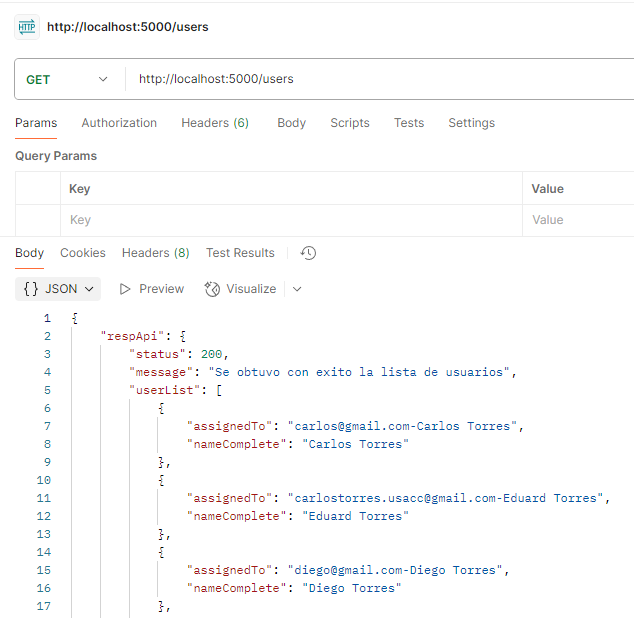 HTTP http://localhost:5000/users
GET http://localhost:5000/users
Params Authorization Headers (6) Body Scripts Tests Settings
Query Params
Key Value
Key Value
Body Cookies Headers (8) Test Results
{} JSON Preview Visualize
1 {
2 "respApi": {
3 "status": 200,
4 "message": "Se obtuvo con exito la lista de usuarios",
5 "userList": [
6 {
7 "assignedTo": "carlos@gmail.com-Carlos Torres",
8 "nameComplete": "Carlos Torres"
9 },
10 {
11 "assignedTo": "carlostorres.usacc@gmail.com-Eduard Torres",
12 "nameComplete": "Eduard Torres"
13 },
14 {
15 "assignedTo": "diego@gmail.com-Diego Torres",
16 "nameComplete": "Diego Torres"
17 },